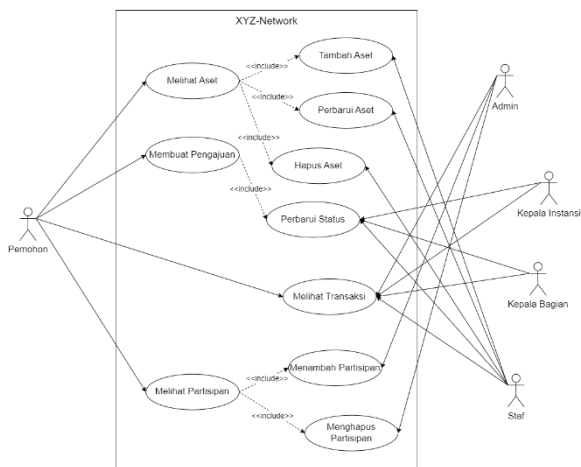 XYZ-Network
Tambah Aset
<<include>>
Melihat Aset
Admin
<<include>>
Perbarui Aset
<<include>>
Membuat Pengajuan
Hapus Aset
<<include>>
Kepala Instansi
Perbarui Status
Pemohon
Kepala Bagian
Melihat Transaksi
Menambah Partisipan
<<include>>
Melihat Partisipan
Staf
<<include>>
Menghapus
Partisipan